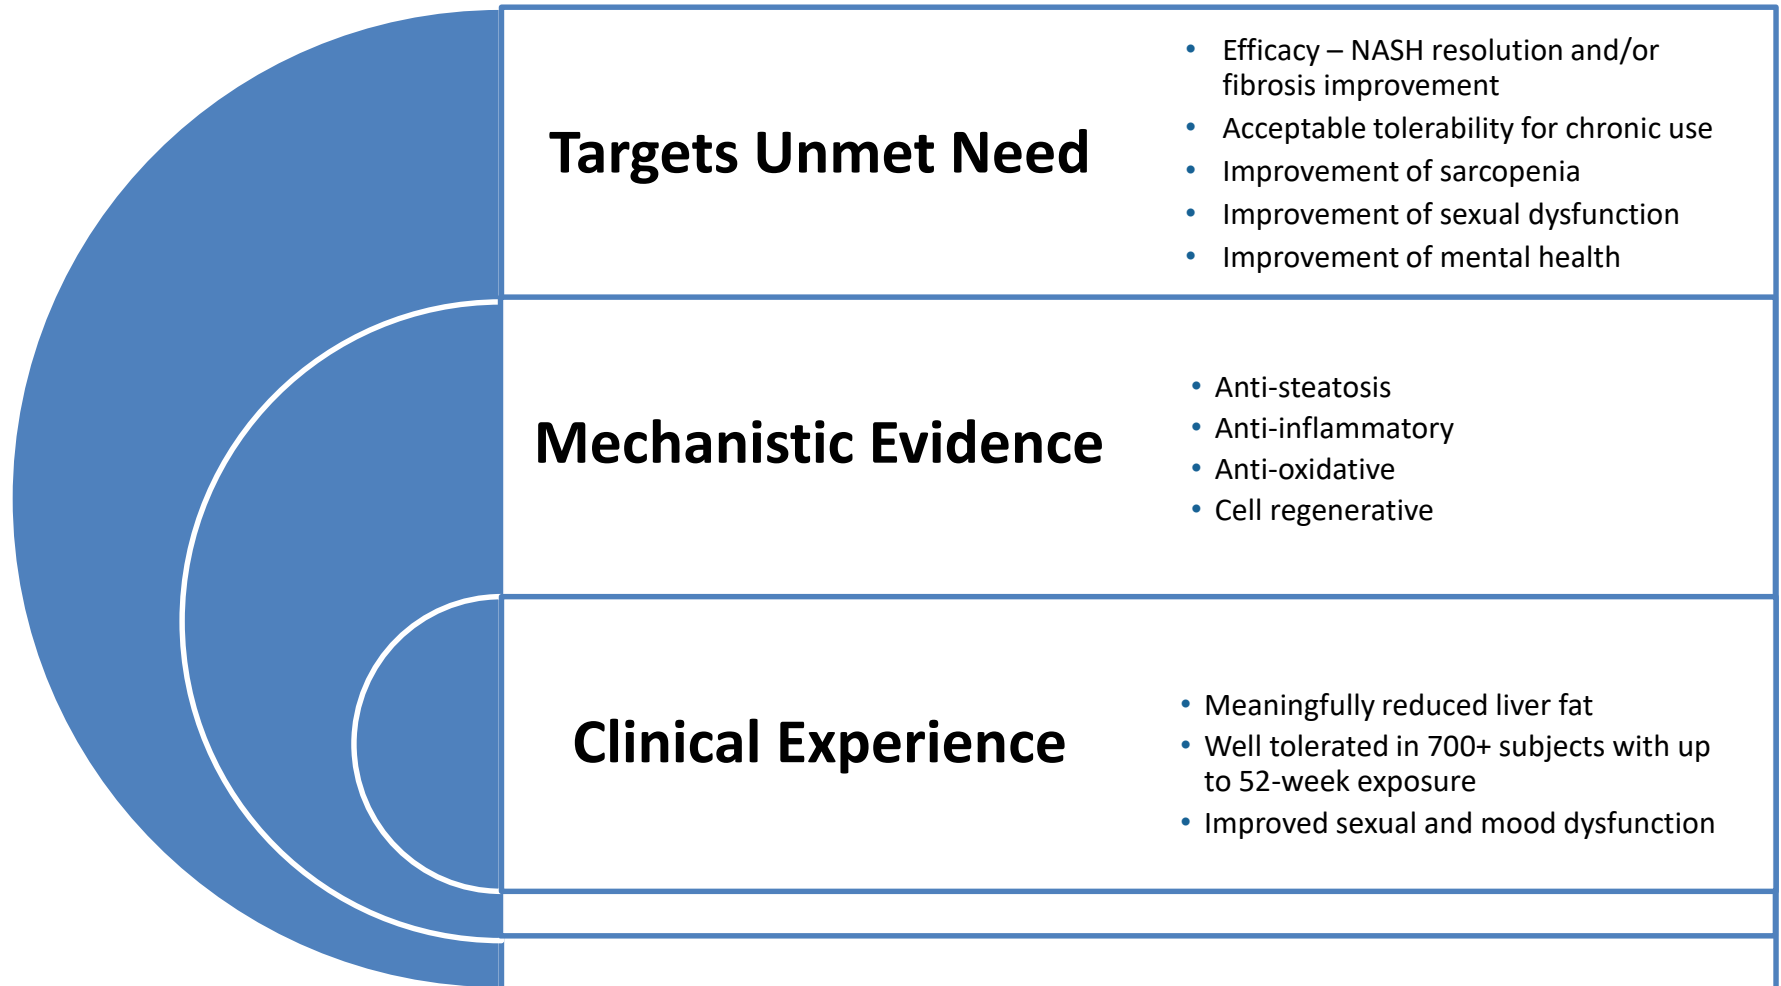 Targets Unmet Need
• Efficacy – NASH resolution and/or
fibrosis improvement
• Acceptable tolerability for chronic use
• Improvement of sarcopenia
• Improvement of sexual dysfunction
• Improvement of mental health
Mechanistic Evidence
• Anti-steatosis
• Anti-inflammatory
• Anti-oxidative
• Cell regenerative
Clinical Experience
• Meaningfully reduced liver fat
• Well tolerated in 700+ subjects with up
to 52-week exposure
• Improved sexual and mood dysfunction